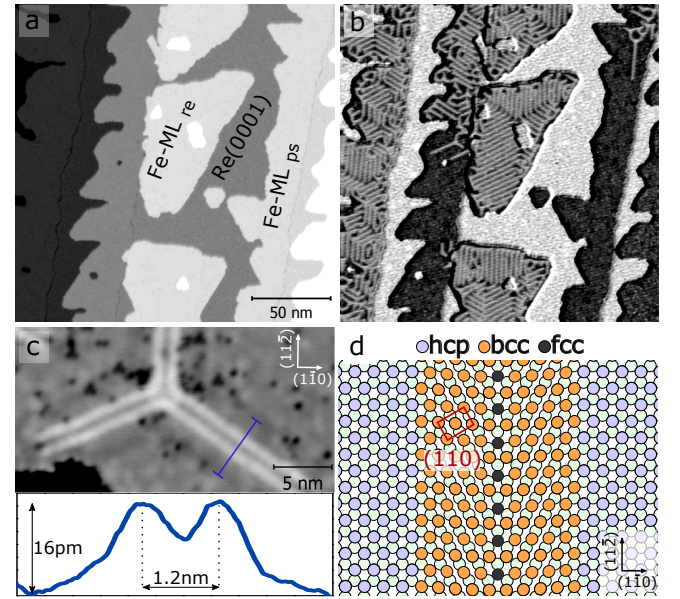 a
Fe-ML re
Re(0001)
Fe-ML ps
50 nm
b
c
(112̄)
(11̄0)
5 nm
16pm
1.2nm
d
hcp bcc fcc
(110)
(112̄)
(11̄0)